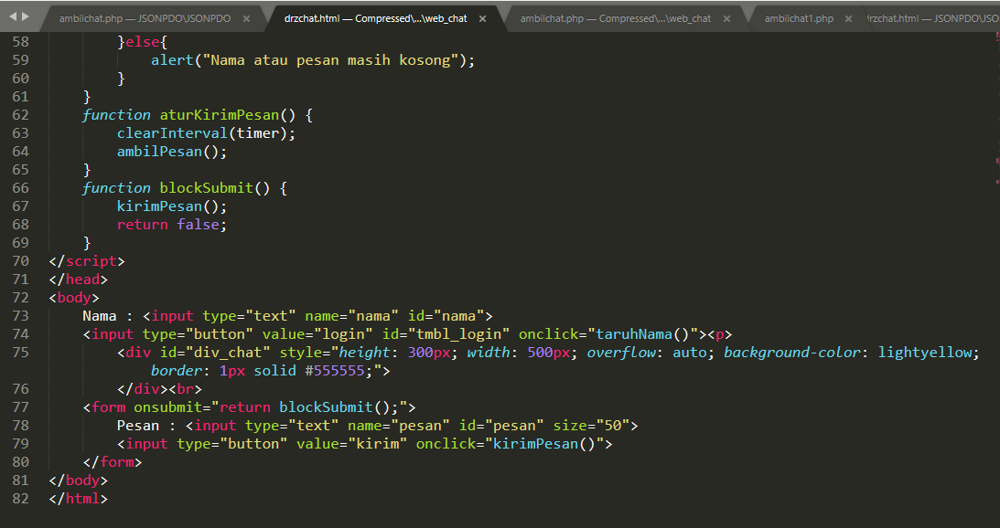 ambilchat.php — JSONPDO\JSONPDO × drzchat.html — Compressed\...\web_chat × ambilchat.php — Compressed\...\web_chat × ambilchat1.php × drzchat.html — JSONPDO\JSO
58 }else{
59 alert("Nama atau pesan masih kosong");
60 }
61 }
62 function aturKirimPesan() {
63 clearInterval(timer);
64 ambilPesan();
65 }
66 function blockSubmit() {
67 kirimPesan();
68 return false;
69 }
70 </script>
71 </head>
72 <body>
73 Nama : <input type="text" name="nama" id="nama">
74 <input type="button" value="login" id="tmbl_login" onclick="taruhNama()"><p>
75 <div id="div_chat" style="height: 300px; width: 500px; overflow: auto; background-color: lightyellow;
border: 1px solid #555555;">
76 </div><br>
77 <form onsubmit="return blockSubmit();">
78 Pesan : <input type="text" name="pesan" id="pesan" size="50">
79 <input type="button" value="kirim" onclick="kirimPesan()">
80 </form>
81 </body>
82 </html>